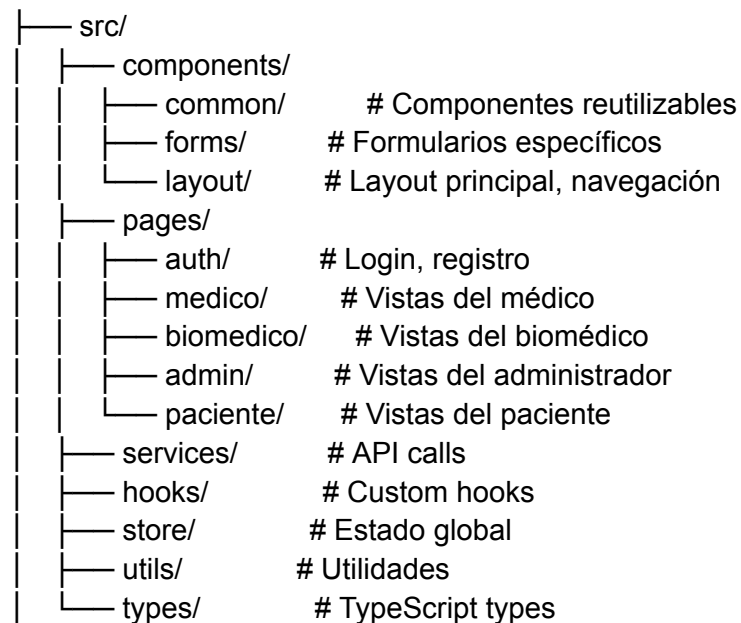 ├── src/
│ ├── components/
│ │ ├── common/ # Componentes reutilizables
│ │ ├── forms/ # Formularios específicos
│ │ └── layout/ # Layout principal, navegación
│ ├── pages/
│ │ ├── auth/ # Login, registro
│ │ ├── medico/ # Vistas del médico
│ │ ├── biomedico/ # Vistas del biomédico
│ │ ├── admin/ # Vistas del administrador
│ │ └── paciente/ # Vistas del paciente
│ ├── services/ # API calls
│ ├── hooks/ # Custom hooks
│ ├── store/ # Estado global
│ ├── utils/ # Utilidades
│ └── types/ # TypeScript types